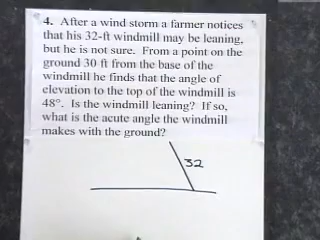 4. After a wind storm a farmer notices
that his 32-ft windmill may be leaning,
but he is not sure. From a point on the
ground 30 ft from the base of the
windmill he finds that the angle of
elevation to the top of the windmill is
48°. Is the windmill leaning? If so,
what is the acute angle the windmill
makes with the ground?
32